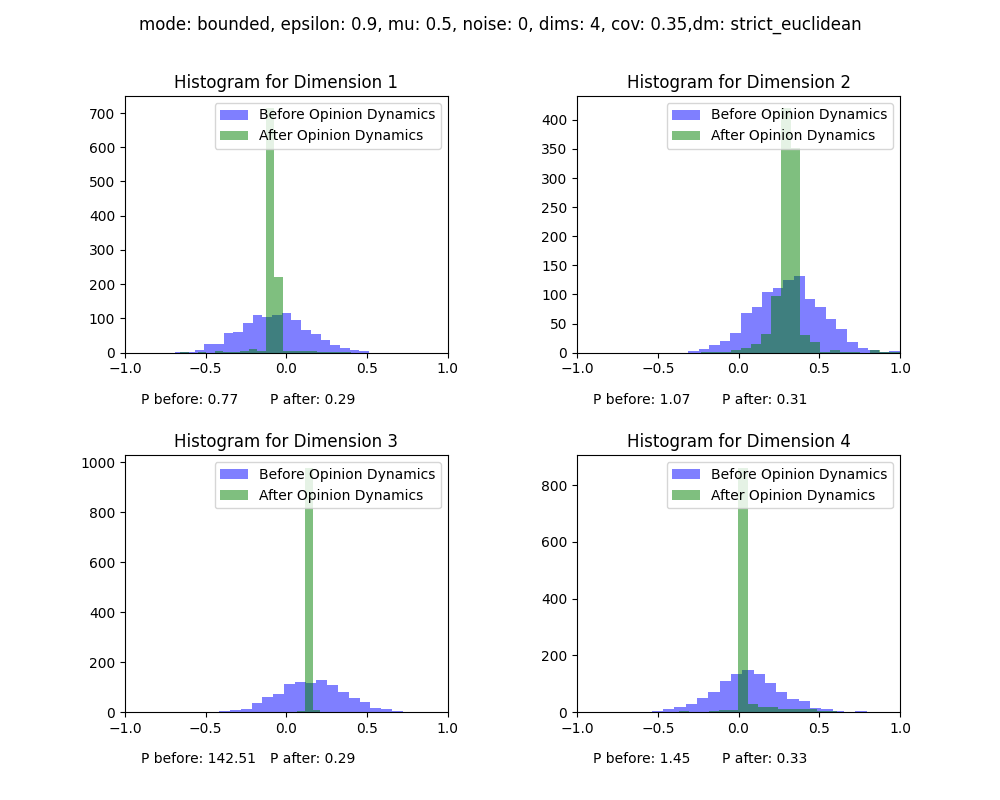 mode: bounded, epsilon: 0.9, mu: 0.5, noise: 0, dims: 4, cov: 0.35,dm: strict_euclidean
Histogram for Dimension 1
Before Opinion Dynamics
After Opinion Dynamics
700
600
500
400
300
200
100
0
−1.0 −0.5 0.0 0.5 1.0
P before: 0.77 P after: 0.29
Histogram for Dimension 2
Before Opinion Dynamics
After Opinion Dynamics
400
350
300
250
200
150
100
50
0
−1.0 −0.5 0.0 0.5 1.0
P before: 1.07 P after: 0.31
Histogram for Dimension 3
Before Opinion Dynamics
After Opinion Dynamics
1000
800
600
400
200
0
−1.0 −0.5 0.0 0.5 1.0
P before: 142.51 P after: 0.29
Histogram for Dimension 4
Before Opinion Dynamics
After Opinion Dynamics
800
600
400
200
0
−1.0 −0.5 0.0 0.5 1.0
P before: 1.45 P after: 0.33